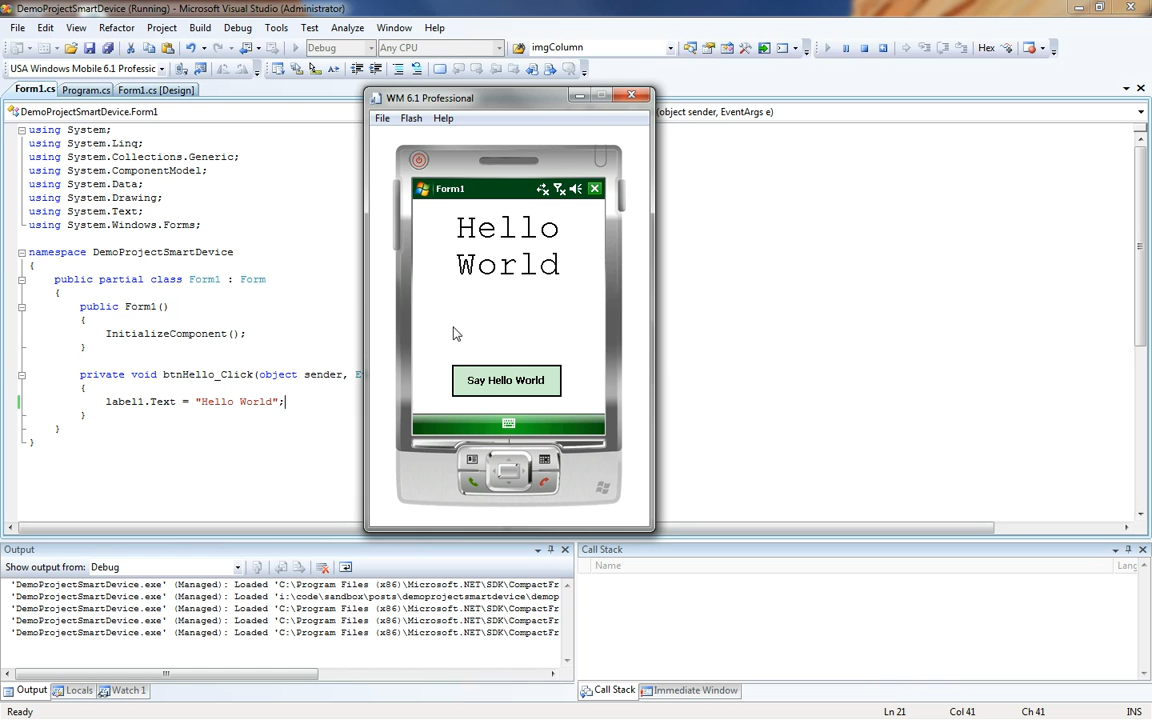 DemoProjectSmartDevice (Running) - Microsoft Visual Studio (Administrator)
File Edit View Refactor Project Build Debug Tools Test Analyze Window Help
Debug Any CPU imgColumn Hex
USA Windows Mobile 6.1 Professic
Form1.cs Program.cs Form1.cs [Design]
DemoProjectSmartDevice.Form1
(object sender, EventArgs e)
using System;
using System.Linq;
using System.Collections.Generic;
using System.ComponentModel;
using System.Data;
using System.Drawing;
using System.Text;
using System.Windows.Forms;
namespace DemoProjectSmartDevice
{
public partial class Form1 : Form
{
public Form1()
{
InitializeComponent();
}
private void btnHello_Click(object sender, E
{
label1.Text = "Hello World";
}
}
}
WM 6.1 Professional
File Flash Help
Form1
Hello
World
Say Hello World
Output
Show output from: Debug
'DemoProjectSmartDevice.exe' (Managed): Loaded 'C:\Program Files (x86)\Microsoft.NET\SDK\CompactFr
'DemoProjectSmartDevice.exe' (Managed): Loaded 'i:\code\sandbox\posts\demoprojectsmartdevice\demop
'DemoProjectSmartDevice.exe' (Managed): Loaded 'C:\Program Files (x86)\Microsoft.NET\SDK\CompactFr
'DemoProjectSmartDevice.exe' (Managed): Loaded 'C:\Program Files (x86)\Microsoft.NET\SDK\CompactFr
'DemoProjectSmartDevice.exe' (Managed): Loaded 'C:\Program Files (x86)\Microsoft.NET\SDK\CompactFr
Output Locals Watch 1
Call Stack
Name Lang
Call Stack Immediate Window
Ready Ln 21 Col 41 Ch 41 INS